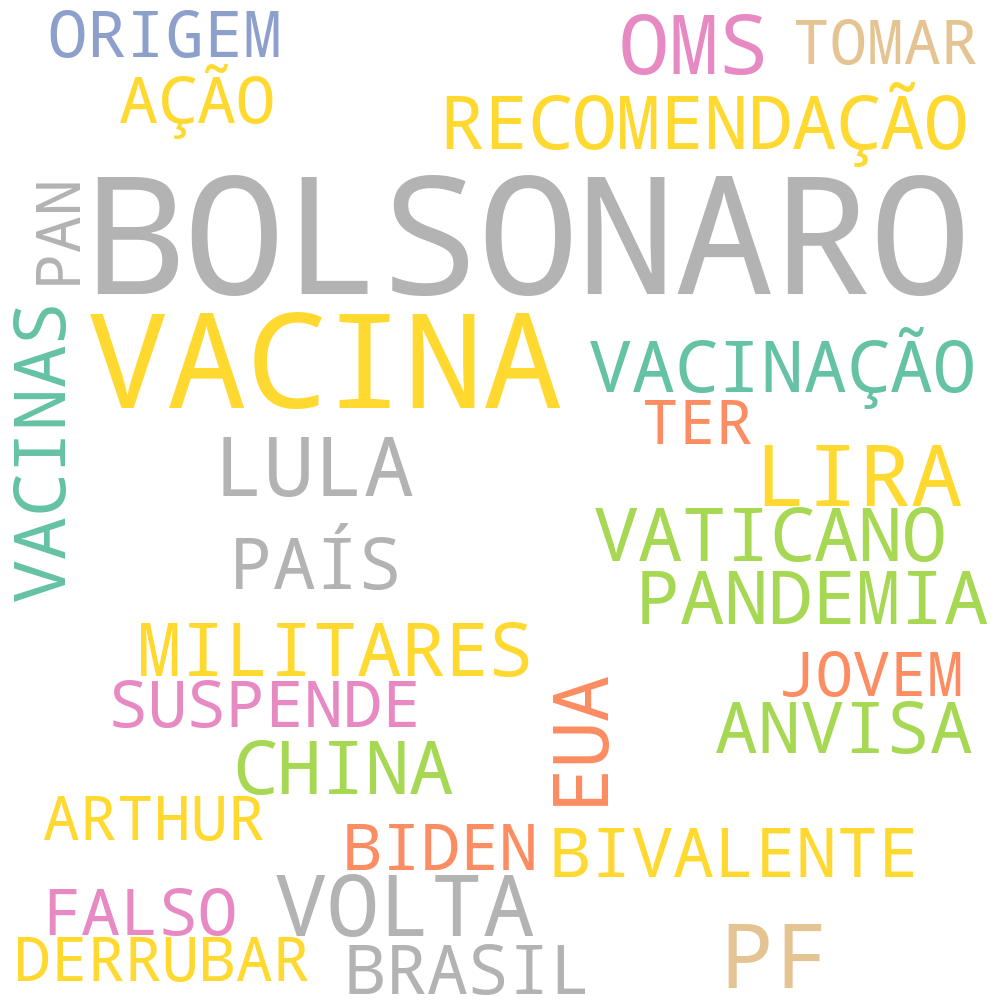 ORIGEM
OMS
TOMAR
AÇÃO
RECOMENDAÇÃO
PAN
BOLSONARO
VACINAS
VACINA
VACINAÇÃO
TER
LULA
LIRA
VATICANO
PAÍS
PANDEMIA
MILITARES
JOVEM
SUSPENDE
EUA
ANVISA
CHINA
ARTHUR
BIDEN
BIVALENTE
FALSO
VOLTA
PF
DERRUBAR
BRASIL